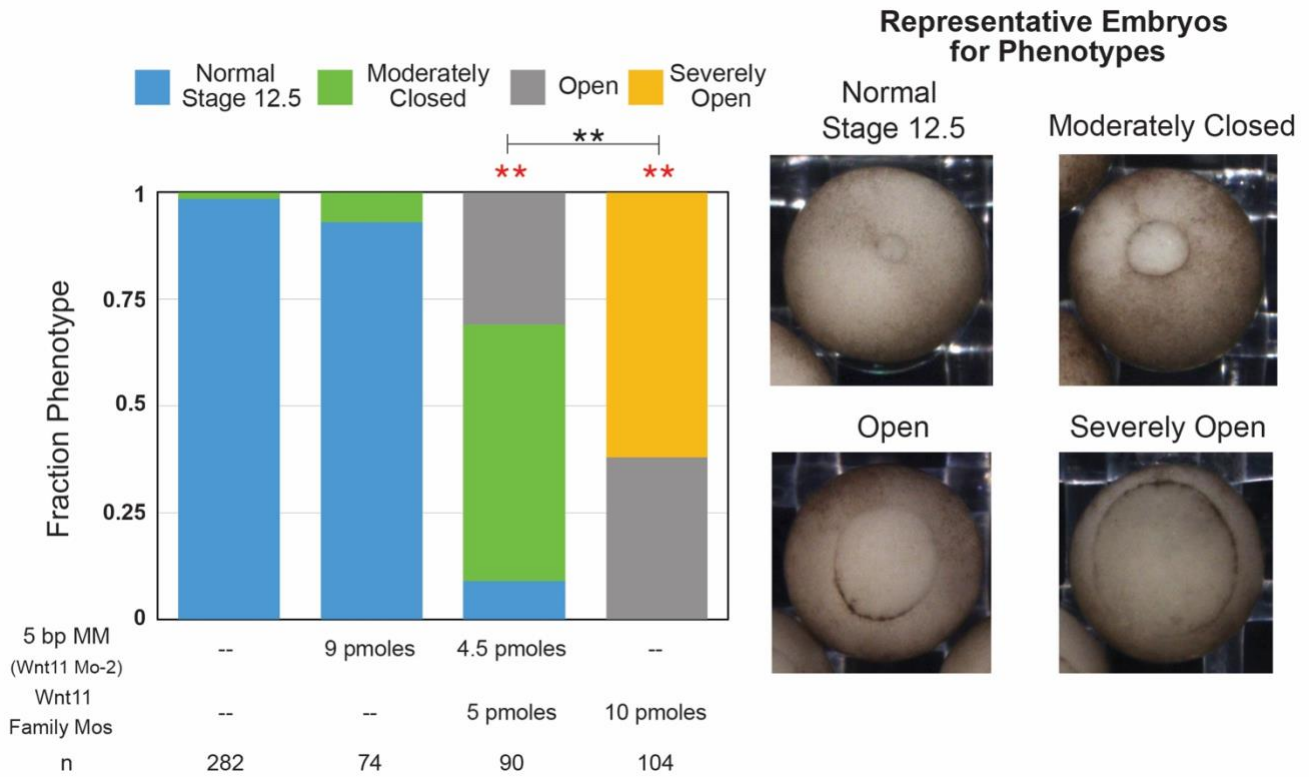 Representative Embryos
for Phenotypes
Normal
Stage 12.5
Moderately
Closed
Open
Severely
Open
Normal
Stage 12.5
Moderately Closed
**
** **
1
0.75
0.5
0.25
0
Fraction Phenotype
Open
Severely Open
5 bp MM
(Wnt11 Mo-2)
-- 9 pmoles 4.5 pmoles --
Wnt11
Family Mos
-- -- 5 pmoles 10 pmoles
n 282 74 90 104